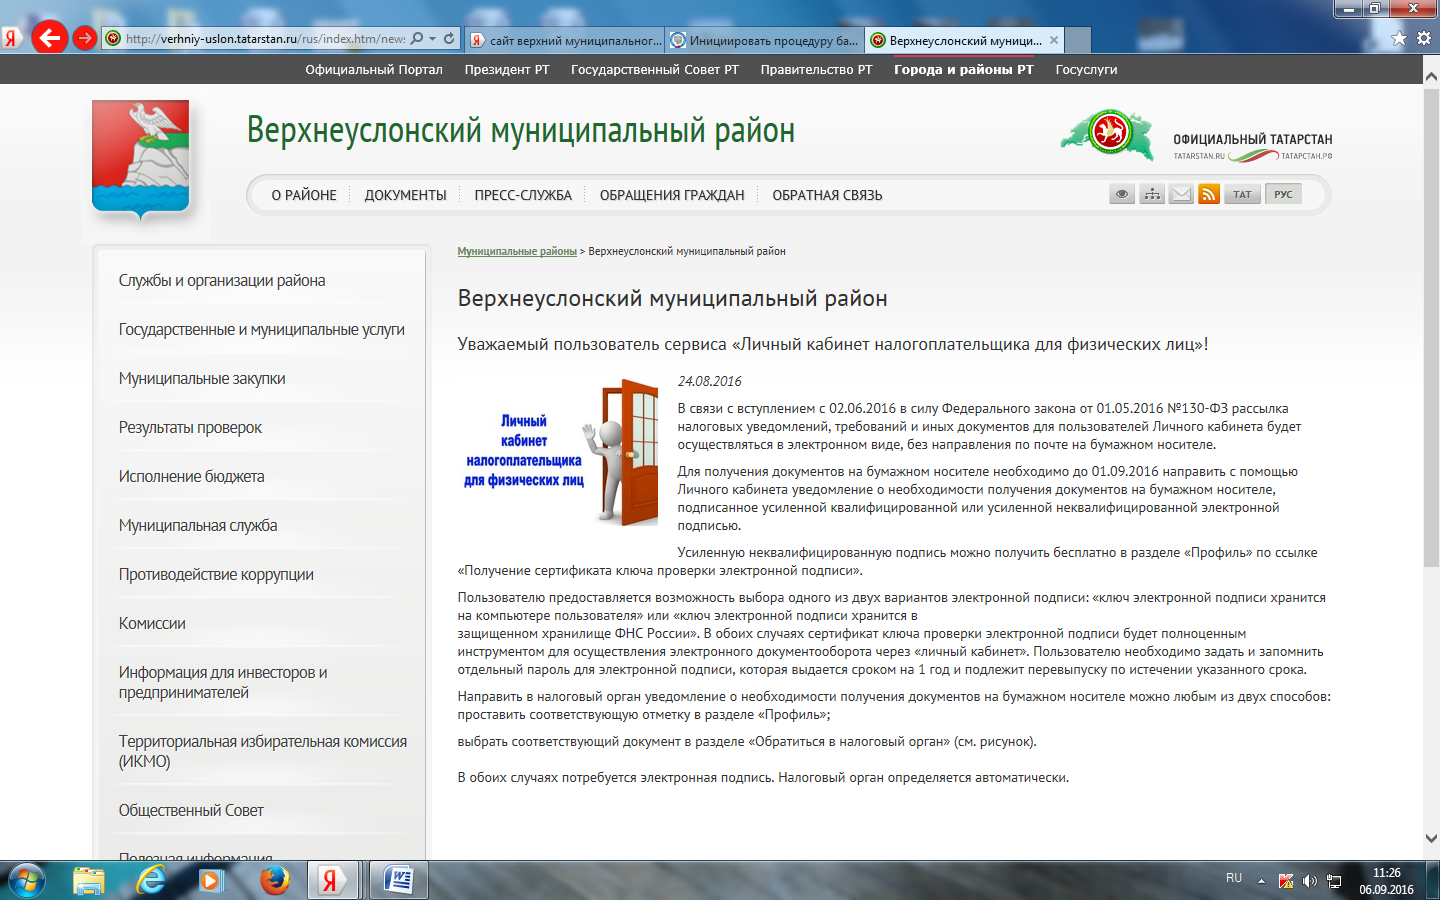 http://verhniy-uslon.tatarstan.ru/rus/index.htm/news
сайт верхний муниципальног...
Инициировать процедуру ба...
Верхнеуслонский муници...
Официальный Портал
Президент РТ
Государственный Совет РТ
Правительство РТ
Города и районы РТ
Госуслуги
Верхнеуслонский муниципальный район
ОФИЦИАЛЬНЫЙ ТАТАРСТАН
TATARSTAN.RU ТАТАРСТАН.РФ
О РАЙОНЕ
ДОКУМЕНТЫ
ПРЕСС-СЛУЖБА
ОБРАЩЕНИЯ ГРАЖДАН
ОБРАТНАЯ СВЯЗЬ
ТАТ
РУС
Службы и организации района
Государственные и муниципальные услуги
Муниципальные закупки
Результаты проверок
Исполнение бюджета
Муниципальная служба
Противодействие коррупции
Комиссии
Информация для инвесторов и
предпринимателей
Территориальная избирательная комиссия
(ИКМО)
Общественный Совет
Полезная информация
Муниципальные районы > Верхнеуслонский муниципальный район
Верхнеуслонский муниципальный район
Уважаемый пользователь сервиса «Личный кабинет налогоплательщика для физических лиц»!
Личный
кабинет
налогоплательщика
для физических лиц
24.08.2016
В связи с вступлением с 02.06.2016 в силу Федерального закона от 01.05.2016 №130-ФЗ рассылка
налоговых уведомлений, требований и иных документов для пользователей Личного кабинета будет
осуществляться в электронном виде, без направления по почте на бумажном носителе.
Для получения документов на бумажном носителе необходимо до 01.09.2016 направить с помощью
Личного кабинета уведомление о необходимости получения документов на бумажном носителе,
подписанное усиленной квалифицированной или усиленной неквалифицированной электронной
подписью.
Усиленную неквалифицированную подпись можно получить бесплатно в разделе «Профиль» по ссылке
«Получение сертификата ключа проверки электронной подписи».
Пользователю предоставляется возможность выбора одного из двух вариантов электронной подписи: «ключ электронной подписи хранится
на компьютере пользователя» или «ключ электронной подписи хранится в
защищенном хранилище ФНС России». В обоих случаях сертификат ключа проверки электронной подписи будет полноценным
инструментом для осуществления электронного документооборота через «личный кабинет». Пользователю необходимо задать и запомнить
отдельный пароль для электронной подписи, которая выдается сроком на 1 год и подлежит перевыпуску по истечении указанного срока.
Направить в налоговый орган уведомление о необходимости получения документов на бумажном носителе можно любым из двух способов:
проставить соответствующую отметку в разделе «Профиль»;
выбрать соответствующий документ в разделе «Обратиться в налоговый орган» (см. рисунок).
В обоих случаях потребуется электронная подпись. Налоговый орган определяется автоматически.
RU
11:26
06.09.2016